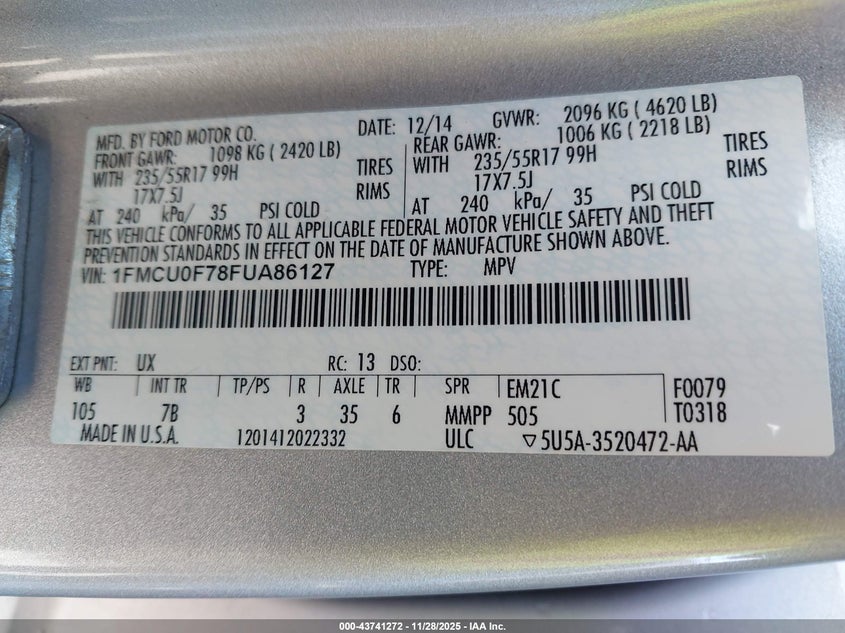 MFD. BY FORD MOTOR CO.
DATE: 12/14 GVWR: 2096 KG ( 4620 LB)
FRONT GAWR: 1098 KG ( 2420 LB)
WITH 235/55R17 99H TIRES
17X7.5J RIMS
AT 240 kPa/ 35 PSI COLD
REAR GAWR: 1006 KG ( 2218 LB)
WITH 235/55R17 99H TIRES
17X7.5J RIMS
AT 240 kPa/ 35 PSI COLD
THIS VEHICLE CONFORMS TO ALL APPLICABLE FEDERAL MOTOR VEHICLE SAFETY AND THEFT
PREVENTION STANDARDS IN EFFECT ON THE DATE OF MANUFACTURE SHOWN ABOVE.
VIN: 1FMCU0F78FUA86127 TYPE: MPV
EXT PNT: UX RC: 13 DSO:
WB INT TR TP/PS R AXLE TR SPR EM21C F0079
105 7B 3 35 6 MMPP 505 T0318
MADE IN U.S.A. 1201412022332 ULC ▽5U5A-3520472-AA
000-43741272 - 11/28/2025 - IAA Inc.